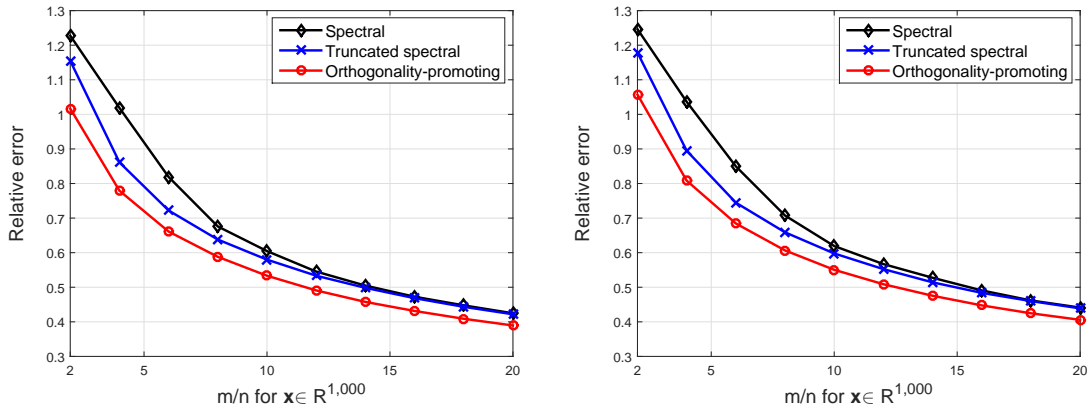 1.3
1.2
1.1
1
0.9
0.8
0.7
0.6
0.5
0.4
0.3
Relative error
Spectral
Truncated spectral
Orthogonality-promoting
2 5 10 15 20
m/n for x∈ R^1,000
1.3
1.2
1.1
1
0.9
0.8
0.7
0.6
0.5
0.4
0.3
Relative error
Spectral
Truncated spectral
Orthogonality-promoting
2 5 10 15 20
m/n for x∈ R^1,000